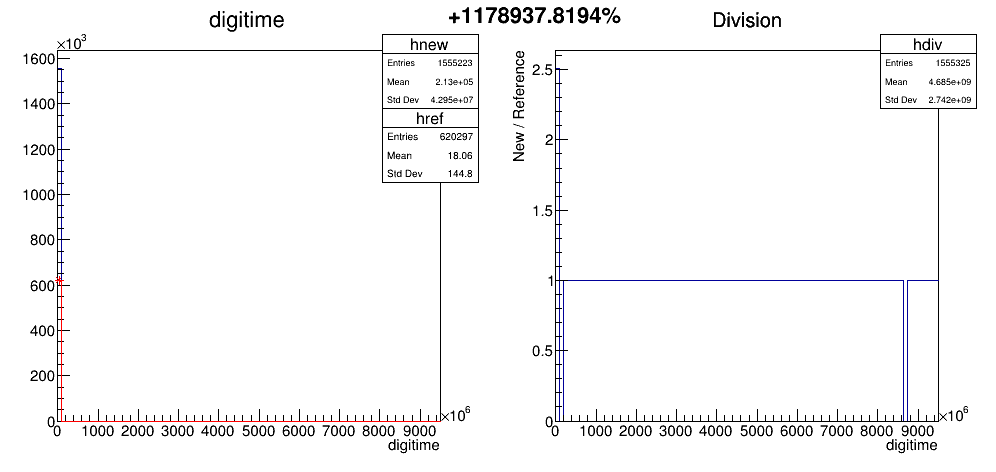 +1178937.8194%
digitime
×10³
1600
1400
1200
1000
800
600
400
200
0
0 1000 2000 3000 4000 5000 6000 7000 8000 9000
×10⁶
digitime
hnew
Entries 1555223
Mean 2.13e+05
Std Dev 4.295e+07
href
Entries 620297
Mean 18.06
Std Dev 144.8
Division
New / Reference
2.5
2
1.5
1
0.5
0
0 1000 2000 3000 4000 5000 6000 7000 8000 9000
×10⁶
digitime
hdiv
Entries 1555325
Mean 4.685e+09
Std Dev 2.742e+09